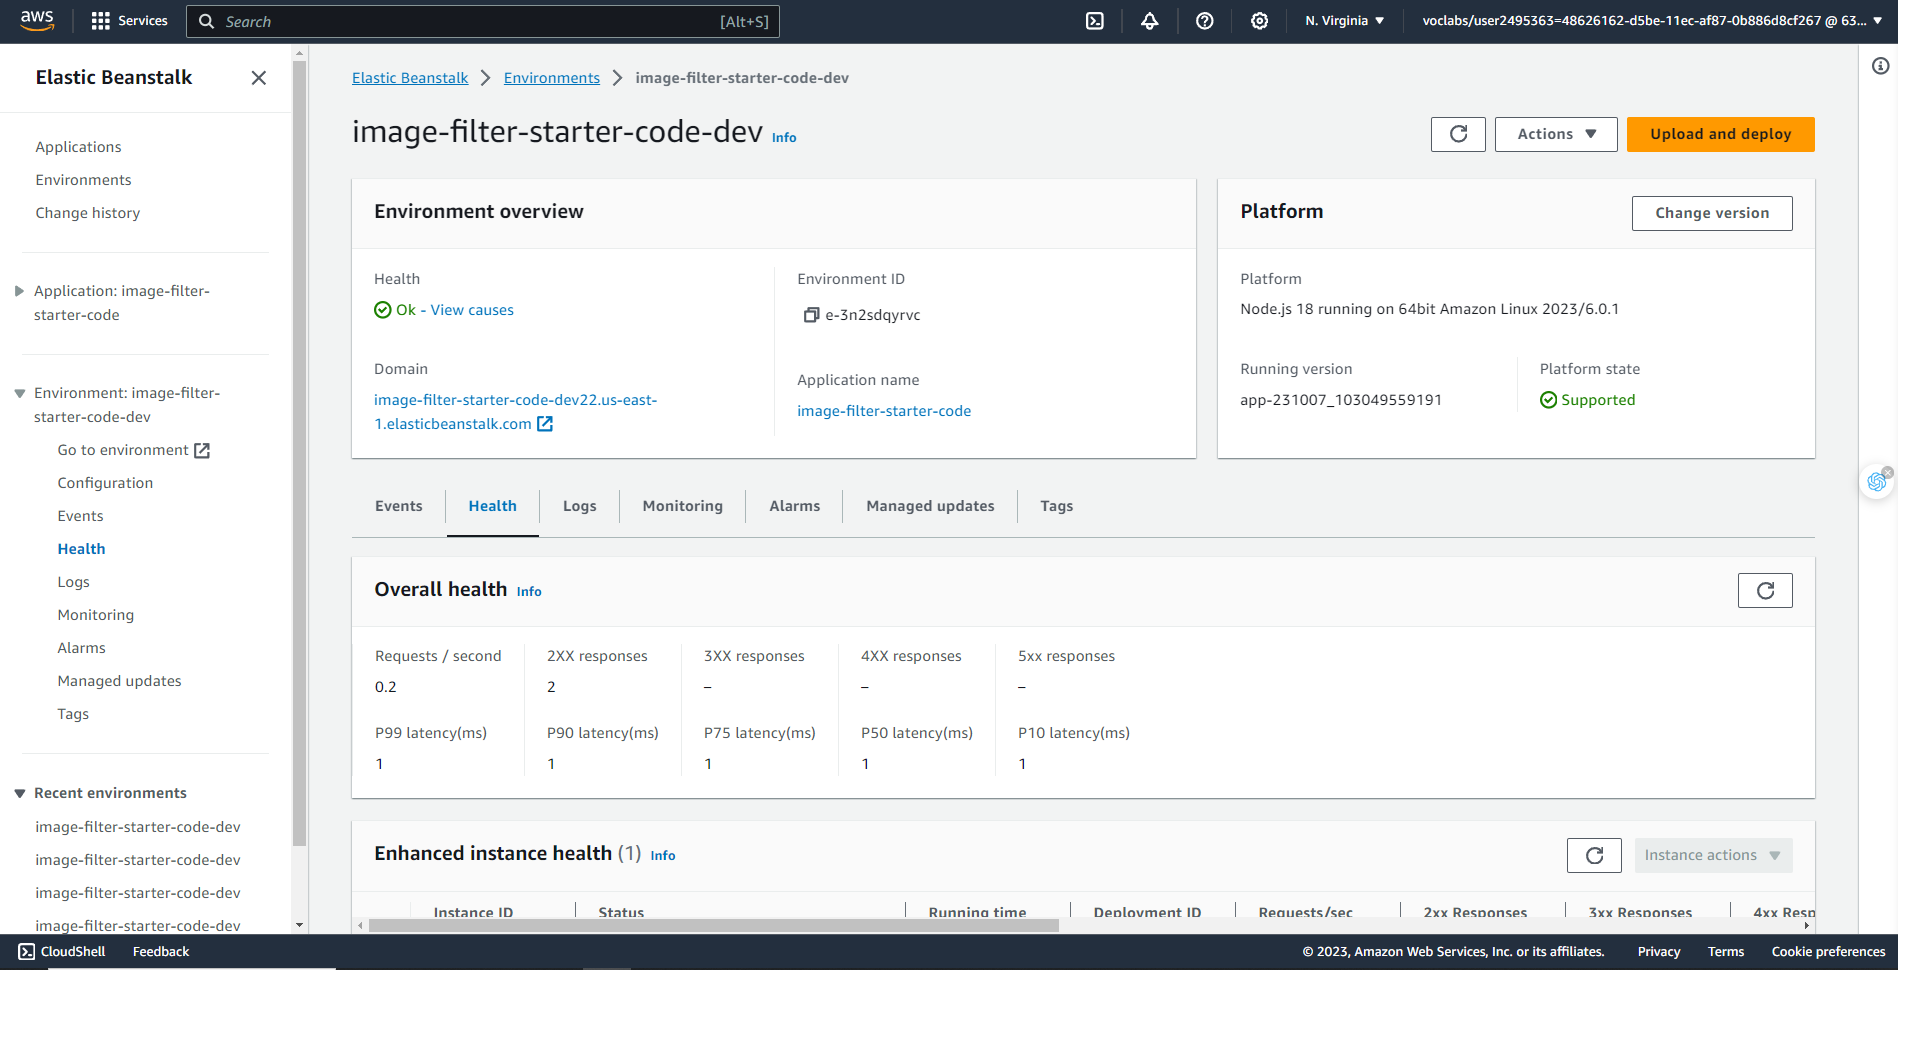 aws
Services
Search
[Alt+S]
N. Virginia
voclabs/user2495363=48626162-d5be-11ec-af87-0b886d8cf267 @ 63...
Elastic Beanstalk
Applications
Environments
Change history
Application: image-filter-
starter-code
Environment: image-filter-
starter-code-dev
Go to environment
Configuration
Events
Health
Logs
Monitoring
Alarms
Managed updates
Tags
Recent environments
image-filter-starter-code-dev
image-filter-starter-code-dev
image-filter-starter-code-dev
image-filter-starter-code-dev
Elastic Beanstalk
Environments
image-filter-starter-code-dev
image-filter-starter-code-dev Info
Actions
Upload and deploy
Environment overview
Health
Ok - View causes
Domain
image-filter-starter-code-dev22.us-east-
1.elasticbeanstalk.com
Environment ID
e-3n2sdqyrvc
Application name
image-filter-starter-code
Platform
Change version
Platform
Node.js 18 running on 64bit Amazon Linux 2023/6.0.1
Running version
app-231007_103049559191
Platform state
Supported
Events
Health
Logs
Monitoring
Alarms
Managed updates
Tags
Overall health Info
Requests / second
0.2
2XX responses
2
3XX responses
–
4XX responses
–
5xx responses
–
P99 latency(ms)
1
P90 latency(ms)
1
P75 latency(ms)
1
P50 latency(ms)
1
P10 latency(ms)
1
Enhanced instance health (1) Info
Instance actions
Instance ID
Status
Running time
Deployment ID
Requests/sec
2xx Responses
3xx Responses
4xx Resp
CloudShell
Feedback
© 2023, Amazon Web Services, Inc. or its affiliates.
Privacy
Terms
Cookie preferences